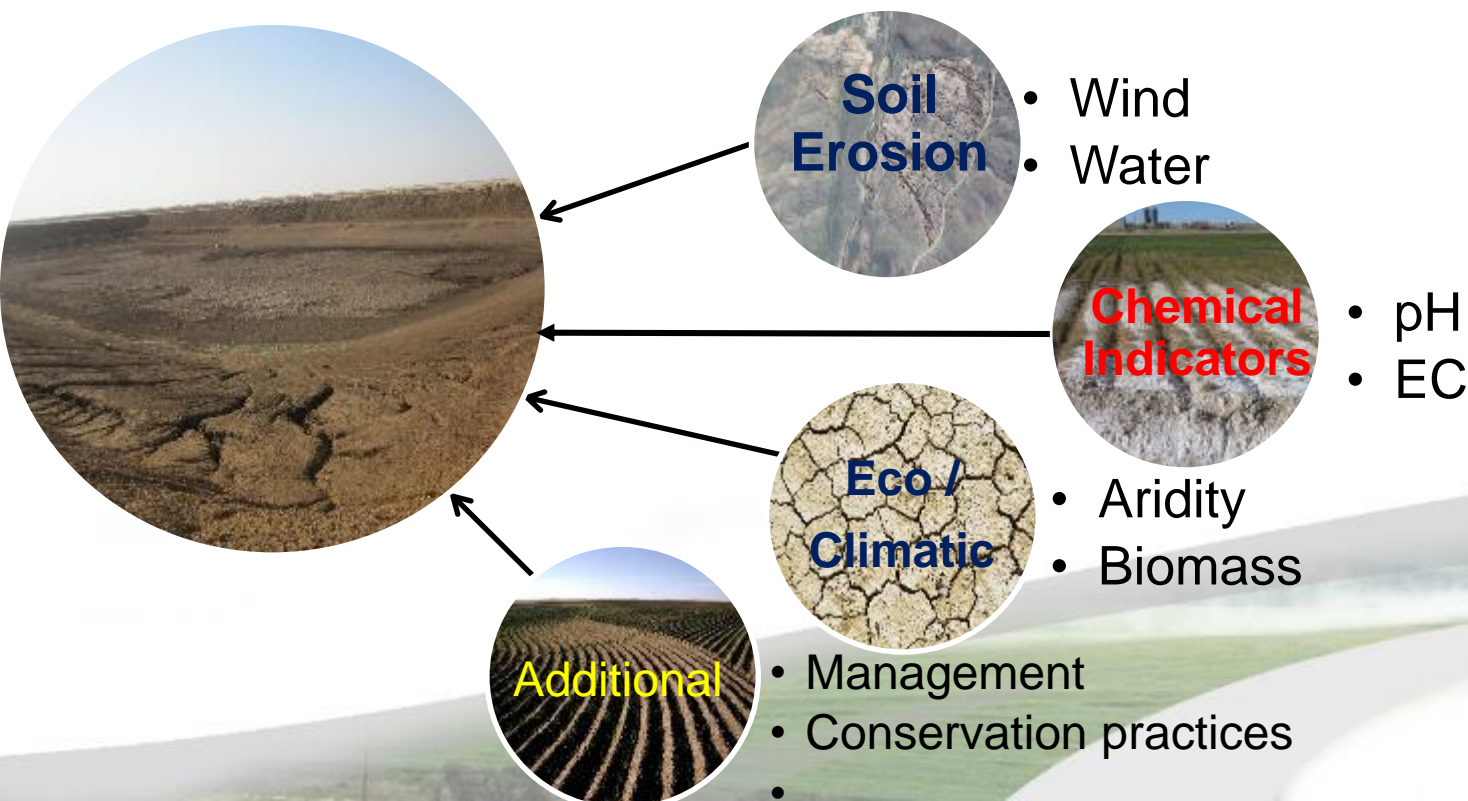 Soil
Erosion
• Wind
• Water
Chemical
Indicators
• pH
• EC
Eco /
Climatic
• Aridity
• Biomass
Additional
• Management
• Conservation practices
•